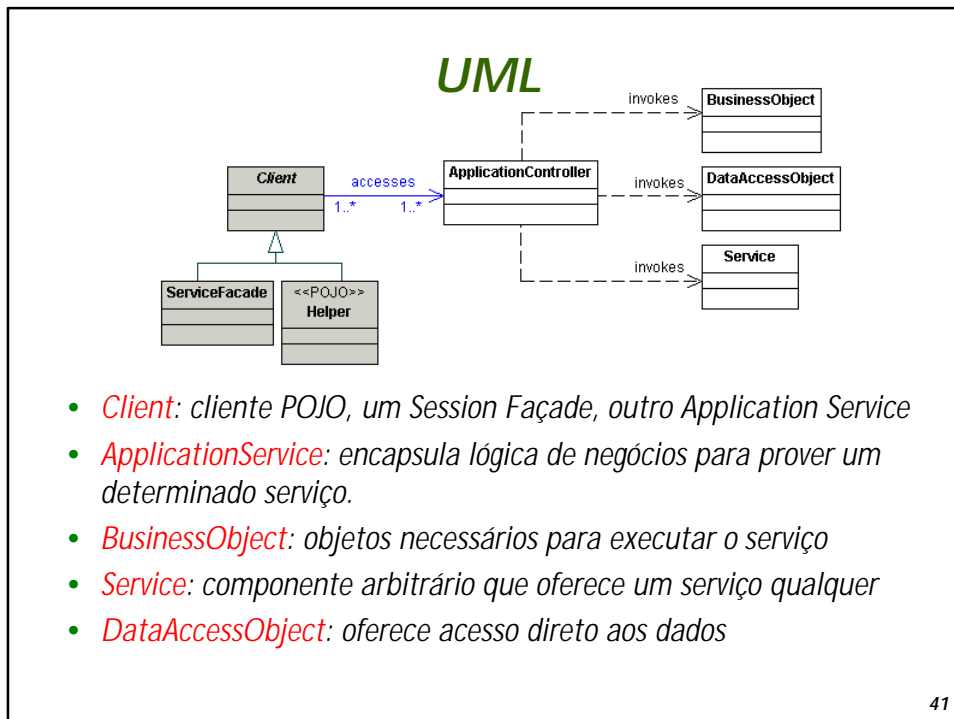 UML
invokes
BusinessObject
Client
accesses
1..*
1..*
ApplicationController
invokes
DataAccessObject
invokes
Service
ServiceFacade
<<POJO>>
Helper
• Client: cliente POJO, um Session Façade, outro Application Service
• ApplicationService: encapsula lógica de negócios para prover um
determinado serviço.
• BusinessObject: objetos necessários para executar o serviço
• Service: componente arbitrário que oferece um serviço qualquer
• DataAccessObject: oferece acesso direto aos dados
41